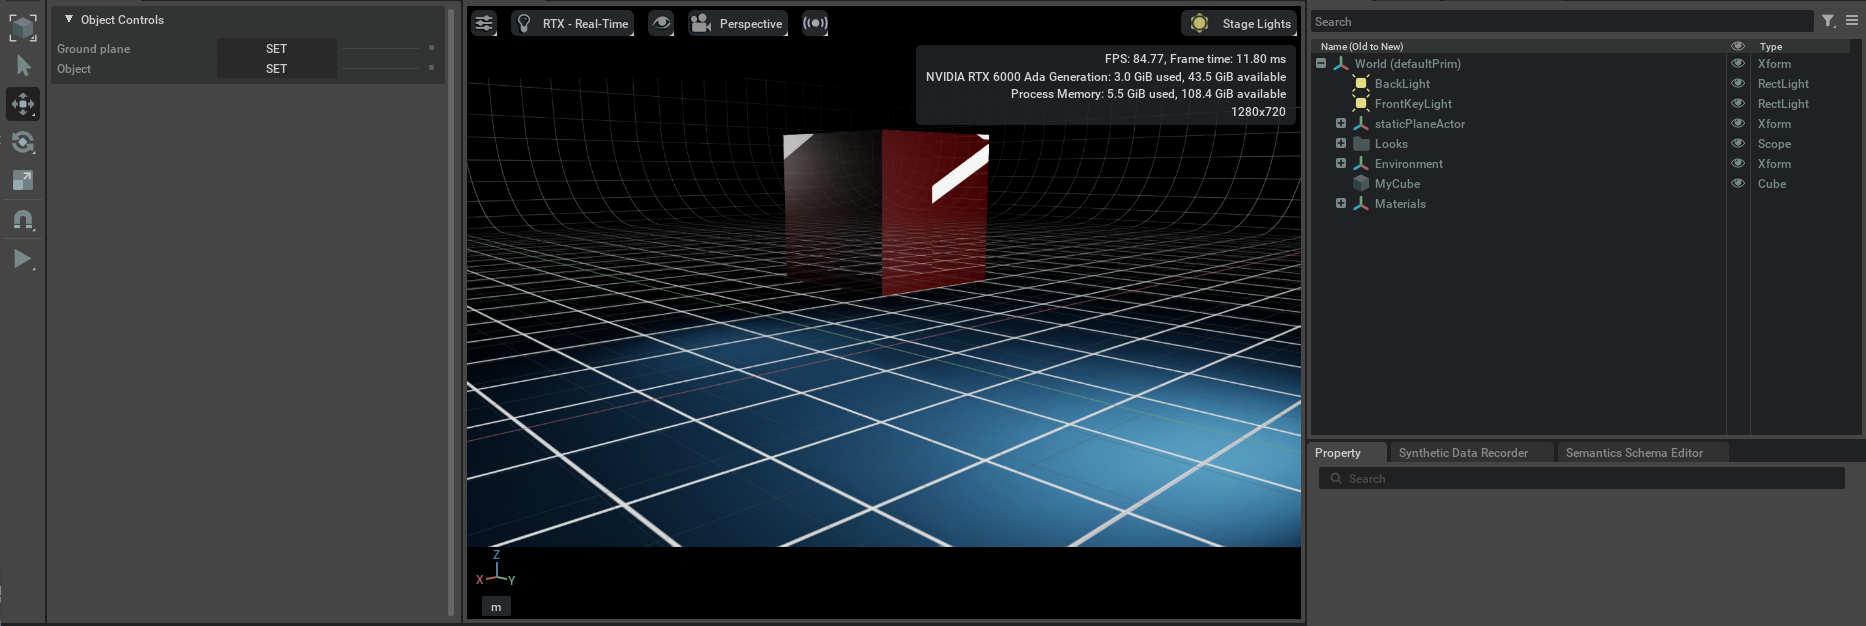 Object Controls
Ground plane SET
Object SET
RTX - Real-Time
Perspective
Stage Lights
FPS: 84.77, Frame time: 11.80 ms
NVIDIA RTX 6000 Ada Generation: 3.0 GiB used, 43.5 GiB available
Process Memory: 5.5 GiB used, 108.4 GiB available
1280x720
Z
X
Y
m
Search
Name (Old to New) Type
World (defaultPrim) Xform
BackLight RectLight
FrontKeyLight RectLight
staticPlaneActor Xform
Looks Scope
Environment Xform
MyCube Cube
Materials
Property Synthetic Data Recorder Semantics Schema Editor
Search